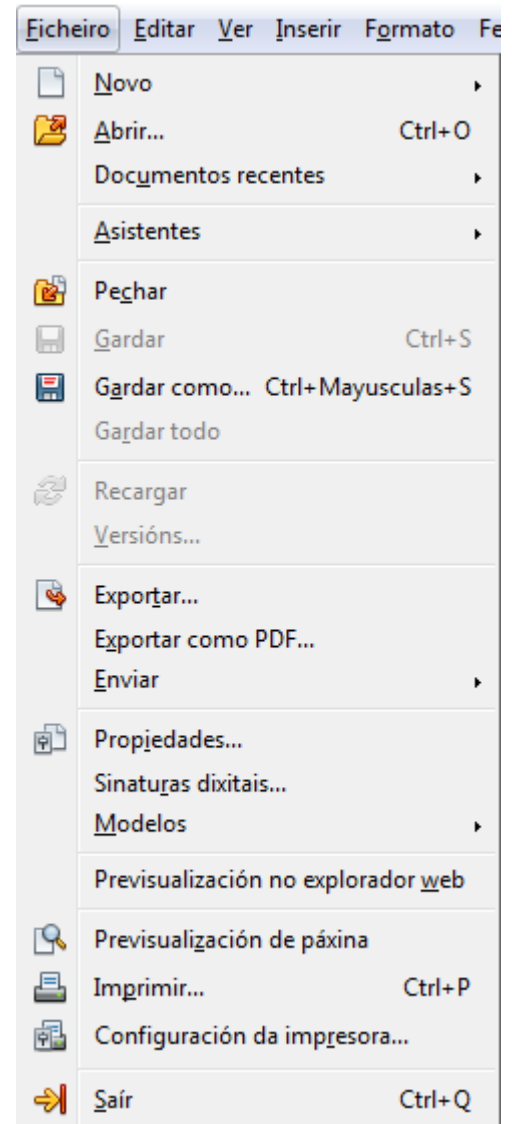 Ficheiro Editar Ver Inserir Formato Fe
Novo
Abrir... Ctrl+O
Documentos recentes
Asistentes
Pechar
Gardar Ctrl+S
Gardar como... Ctrl+Mayusculas+S
Gardar todo
Recargar
Versións...
Exportar...
Exportar como PDF...
Enviar
Propiedades...
Sinaturas dixitais...
Modelos
Previsualización no explorador web
Previsualización de páxina
Imprimir... Ctrl+P
Configuración da impresora...
Saír Ctrl+Q